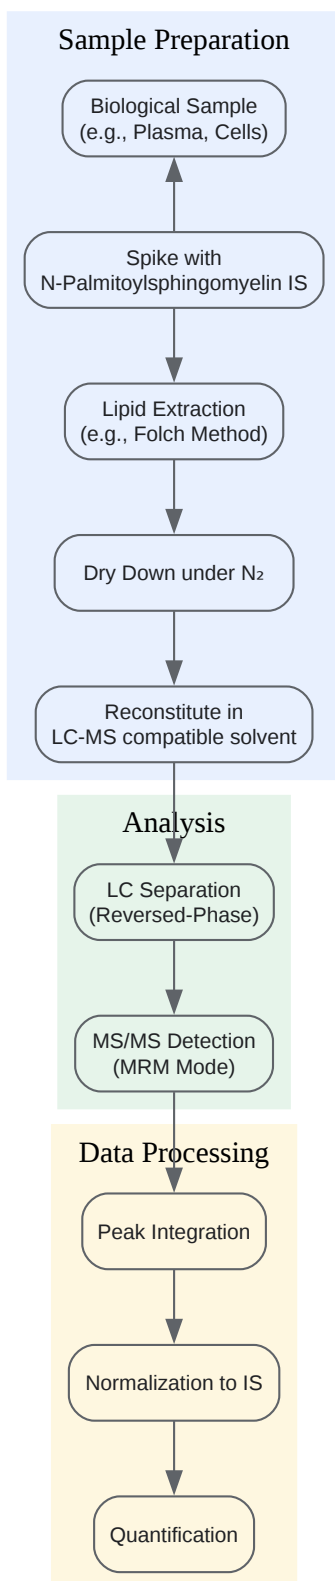 Sample Preparation
Biological Sample
(e.g., Plasma, Cells)
Spike with
N-Palmitoylsphingomyelin IS
Lipid Extraction
(e.g., Folch Method)
Dry Down under N₂
Reconstitute in
LC-MS compatible solvent
Analysis
LC Separation
(Reversed-Phase)
MS/MS Detection
(MRM Mode)
Data Processing
Peak Integration
Normalization to IS
Quantification